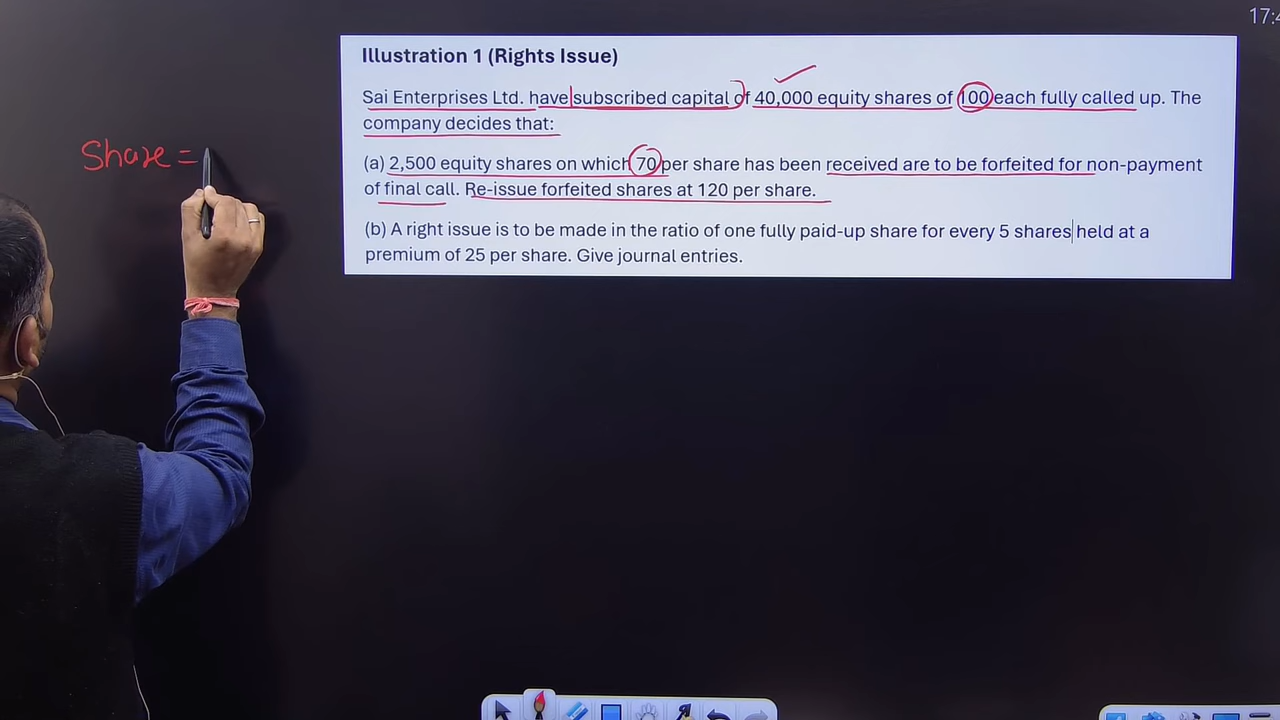 17:4
Illustration 1 (Rights Issue)
Sai Enterprises Ltd. have subscribed capital of 40,000 equity shares of 100 each fully called up. The
company decides that:
Share =
(a) 2,500 equity shares on which 70 per share has been received are to be forfeited for non-payment
of final call. Re-issue forfeited shares at 120 per share.
(b) A right issue is to be made in the ratio of one fully paid-up share for every 5 shares held at a
premium of 25 per share. Give journal entries.